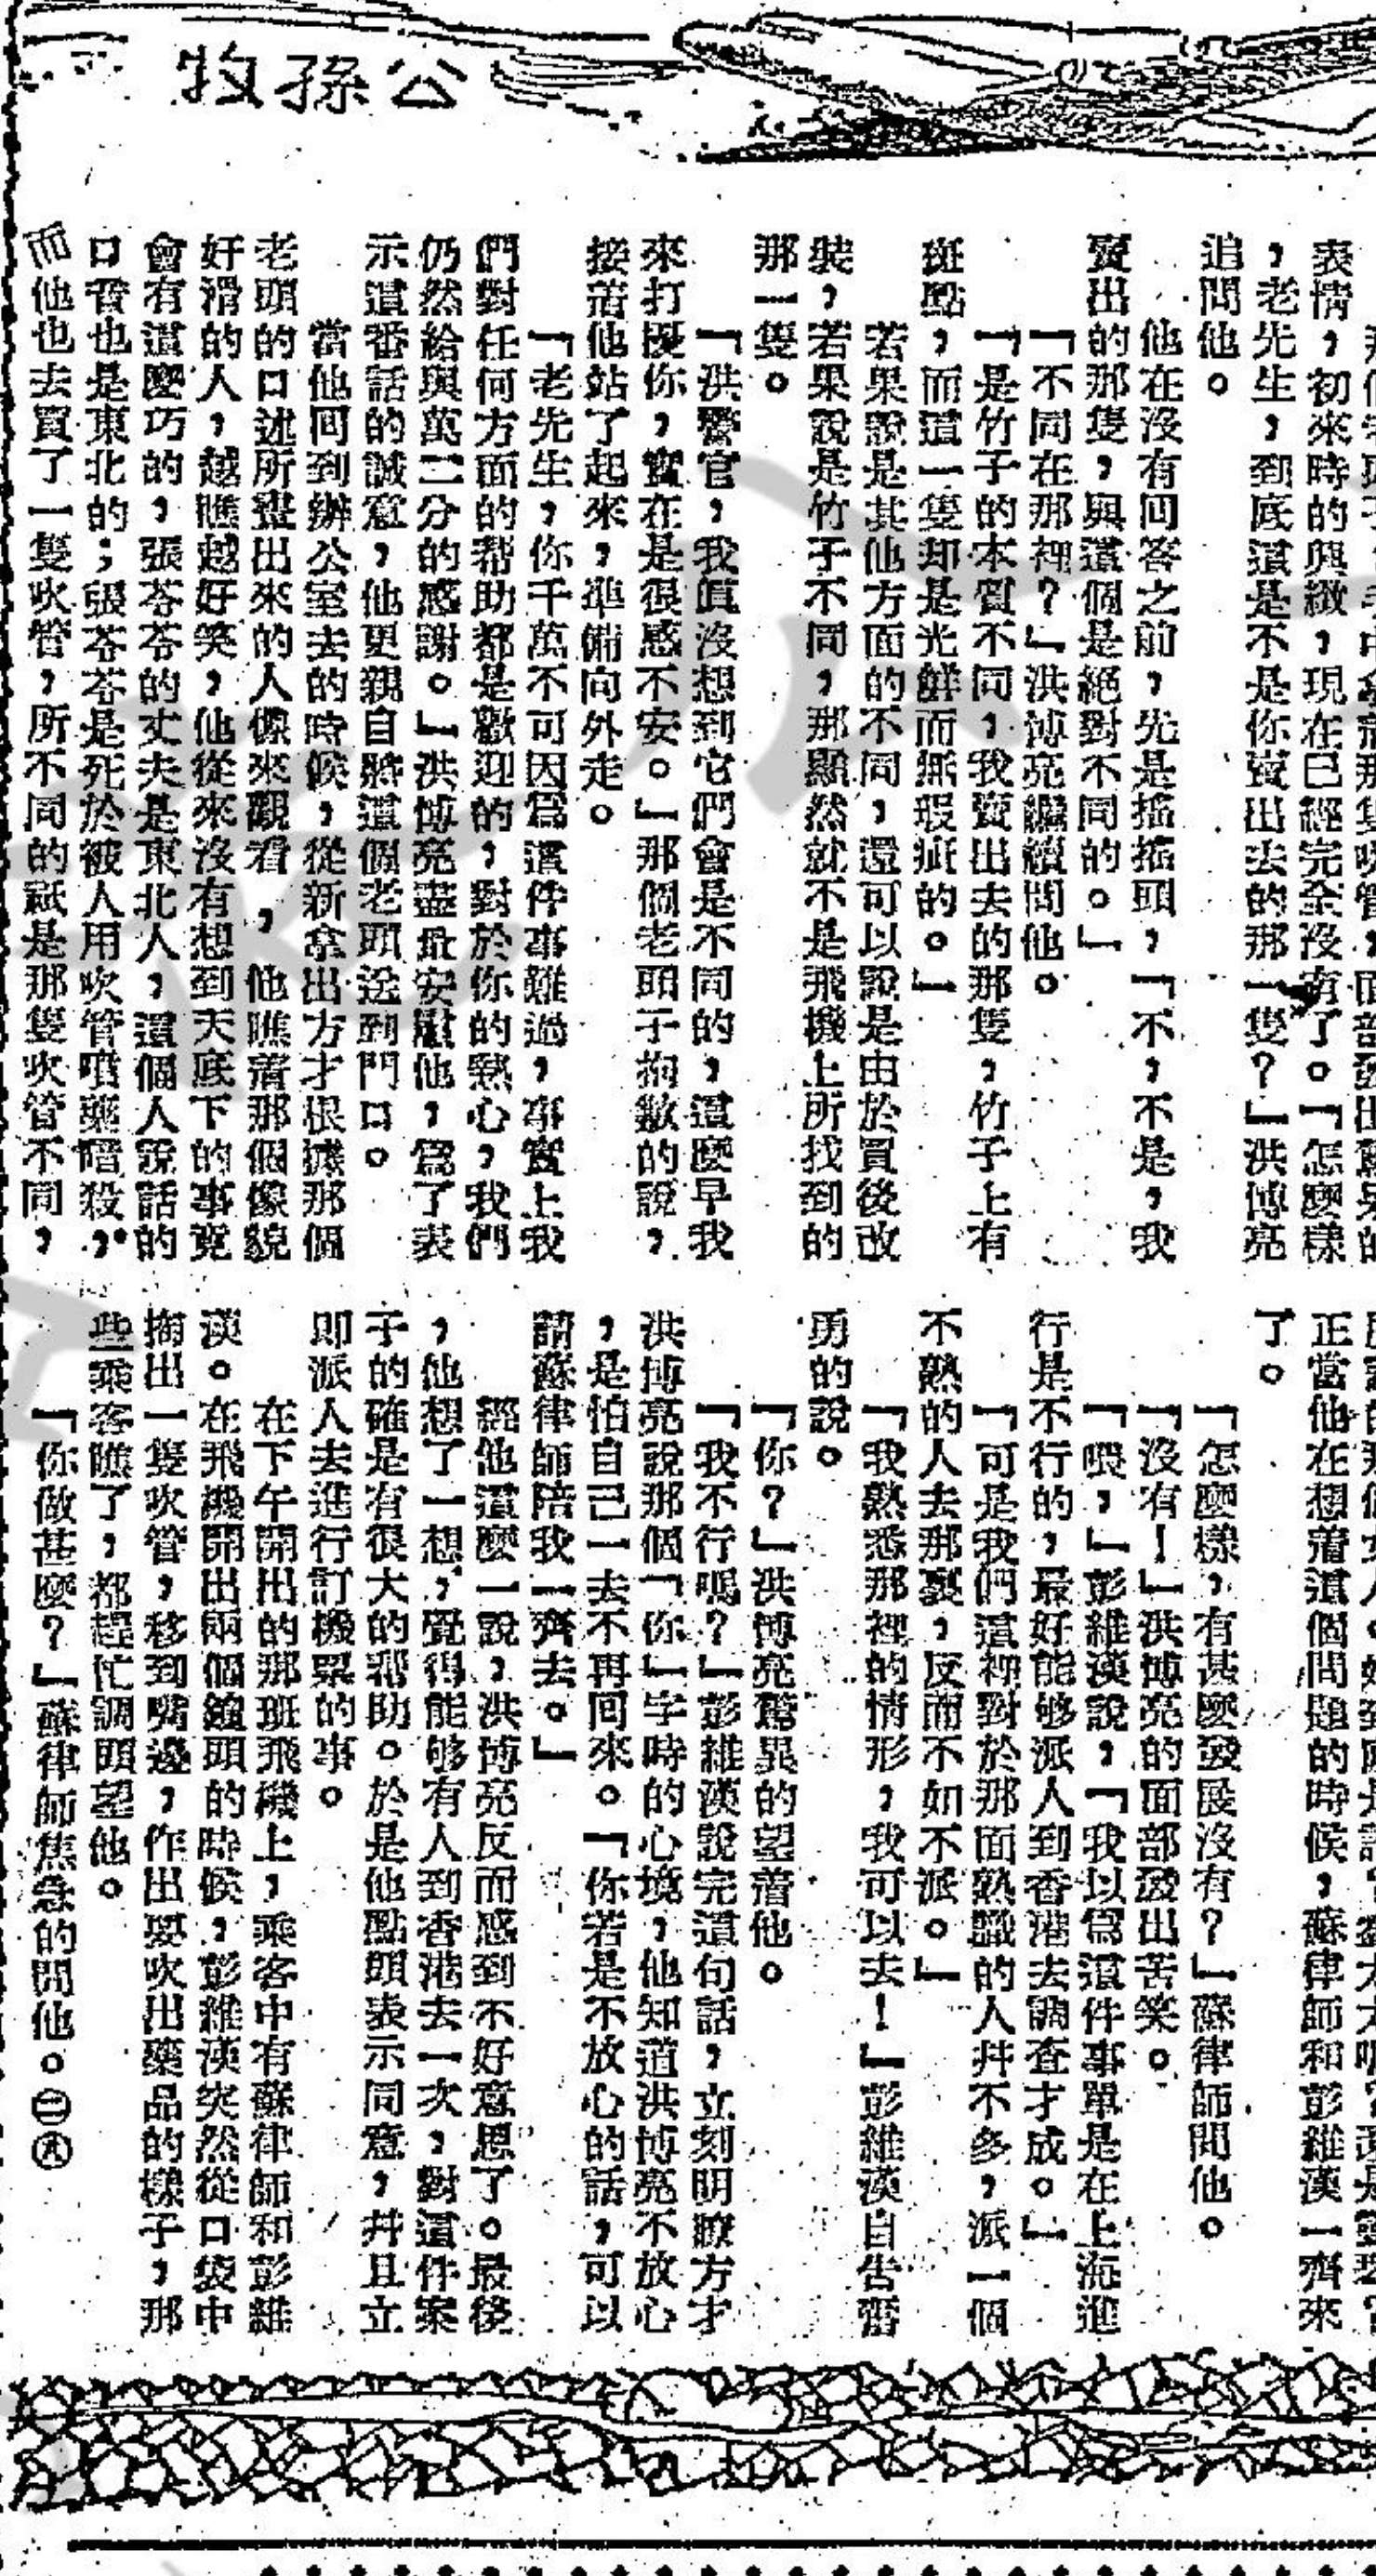 公孫牧
表情，初來時的興緻，現在已經完全沒有了。「怎麼樣
，老先生，到底這是不是你賣出去的那一隻？」洪博亮
追問他。
他在沒有囘答之前，先是搖搖頭，「不，不是，我
賣出的那隻，與這個是絕對不同的。」
「不同在那裡？」洪博亮繼續問他。
「是竹子的本質不同，我賣出去的那隻，竹子上有
斑點，而這一隻却是光鮮而無瑕疵的。」
若果說是其他方面的不同，還可以說是由於買後改
裝，若果說是竹子不同，那顯然就不是飛機上所找到的
那一隻。
「洪警官，我眞沒想到它們會是不同的，這麼早我
來打擾你，實在是很感不安。」那個老頭子抱歉的說，
接着他站了起來，準備向外走。
「老先生，你千萬不可因爲這件事難過，事實上我
們對任何方面的帮助都是歡迎的，對於你的熱心，我們
仍然給與萬二分的感謝。」洪博亮盡量安慰他，爲了表
示這番話的誠意，他更親自將這個老頭送到門口。
當他囘到辦公室去的時候，從新拿出方才根據那個
老頭的口述所畫出來的人像來觀看，他瞧着那個像貌
奸滑的人，越瞧越好笑，他從來沒有想到天底下的事竟
會有這麼巧的，張苓苓的丈夫是東北人，這個人說話的
口音也是東北的；張苓苓是死於被人用吹管噴藥暗殺，
而他也去買了一隻吹管，所不同的祇是那隻吹管不同，
正當他在想着這個問題的時候，蘇律師和彭維漢一齊來
了。
「怎麼樣，有甚麼發展沒有？」蘇律師問他。
「沒有！」洪博亮的面部發出苦笑。
「喂，」彭維漢說，「我以爲這件事單是在上海進
行是不行的，最好能够派人到香港去調查才成。」
「可是我們這裡對於那面熟識的人幷不多，派一個
不熟的人去那裏，反而不如不派。」
「我熟悉那裡的情形，我可以去！」彭維漢自告奮
勇的說。
「你？」洪博亮驚異的望着他。
「我不行嗎？」彭維漢說完這句話，立刻明瞭方才
洪博亮說那個「你」字時的心境，他知道洪博亮不放心
，是怕自己一去不再回來。「你若是不放心的話，可以
請蘇律師陪我一齊去。」
經他這麼一說，洪博亮反而感到不好意思了。最後
，他想了一想，覺得能够有人到香港去一次，對這件案
子的確是有很大的帮助。於是他點頭表示同意，幷且立
即派人去進行訂機票的事。
在下午開出的那班飛機上，乘客中有蘇律師和彭維
漢。在飛機開出兩個鐘頭的時候，彭維漢突然從口袋中
掏出一隻吹管，移到嘴邊，作出要吹出藥品的樣子，那
些乘客瞧了，都趕忙調頭望他。
「你做甚麼？」蘇律師焦急的問他。㊁㊇